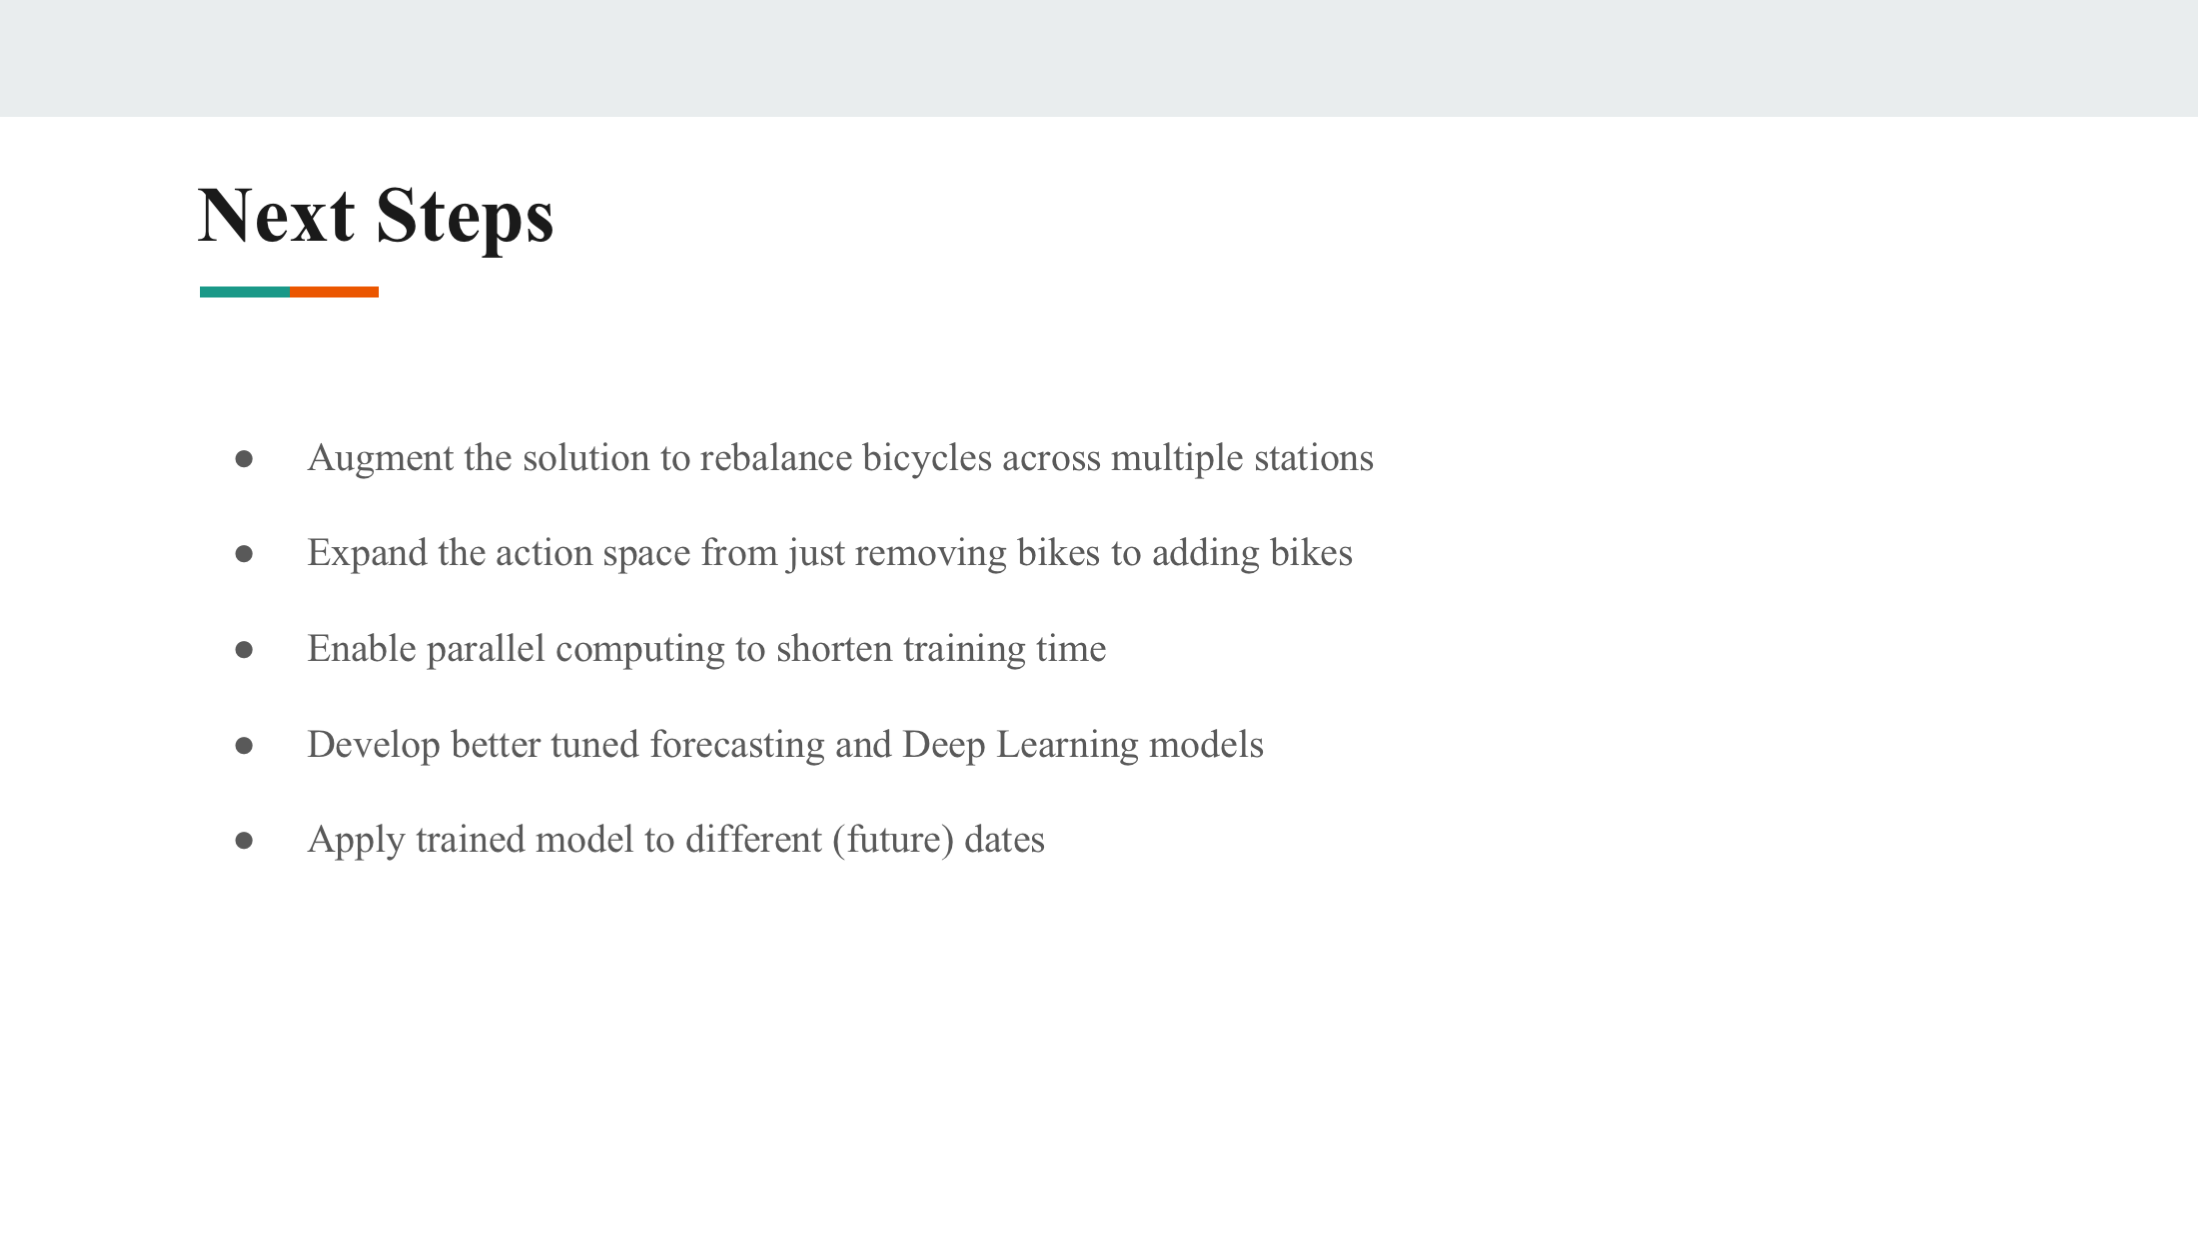 Next Steps
● Augment the solution to rebalance bicycles across multiple stations
● Expand the action space from just removing bikes to adding bikes
● Enable parallel computing to shorten training time
● Develop better tuned forecasting and Deep Learning models
● Apply trained model to different (future) dates